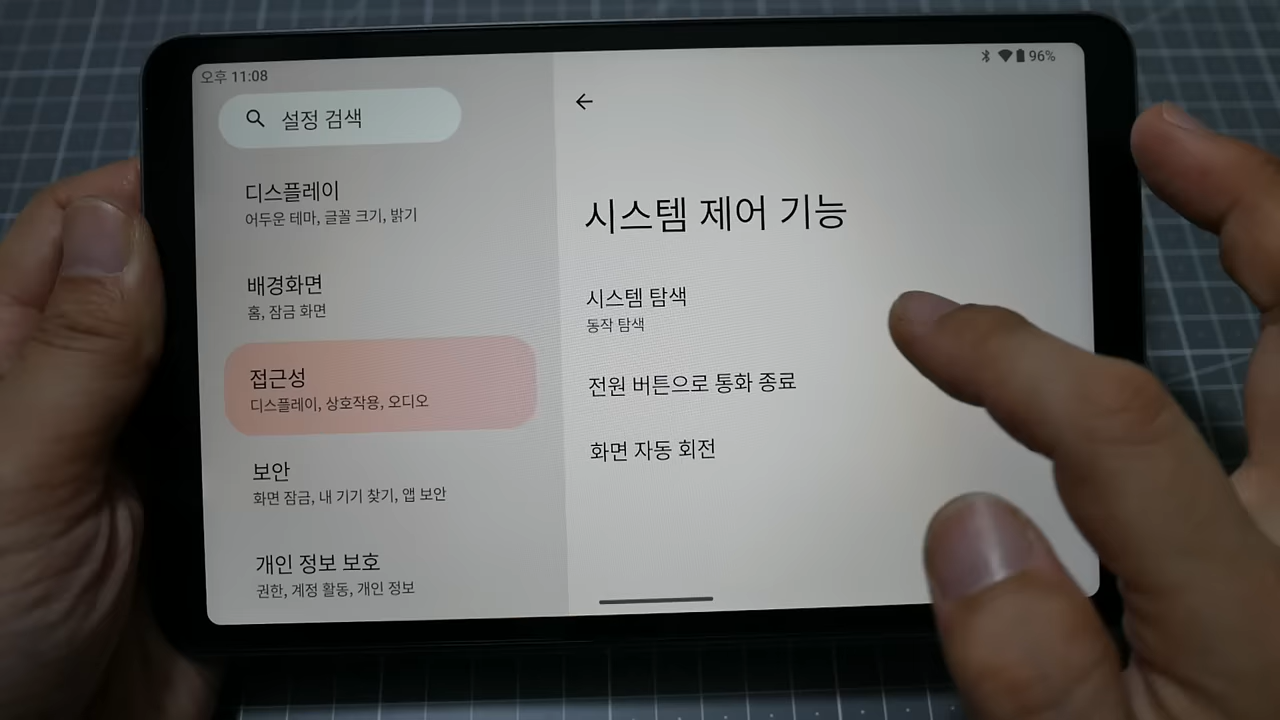 오후 11:08
96%
설정 검색
디스플레이
어두운 테마, 글꼴 크기, 밝기
배경화면
홈, 잠금 화면
접근성
디스플레이, 상호작용, 오디오
보안
화면 잠금, 내 기기 찾기, 앱 보안
개인 정보 보호
권한, 계정 활동, 개인 정보
시스템 제어 기능
시스템 탐색
동작 탐색
전원 버튼으로 통화 종료
화면 자동 회전